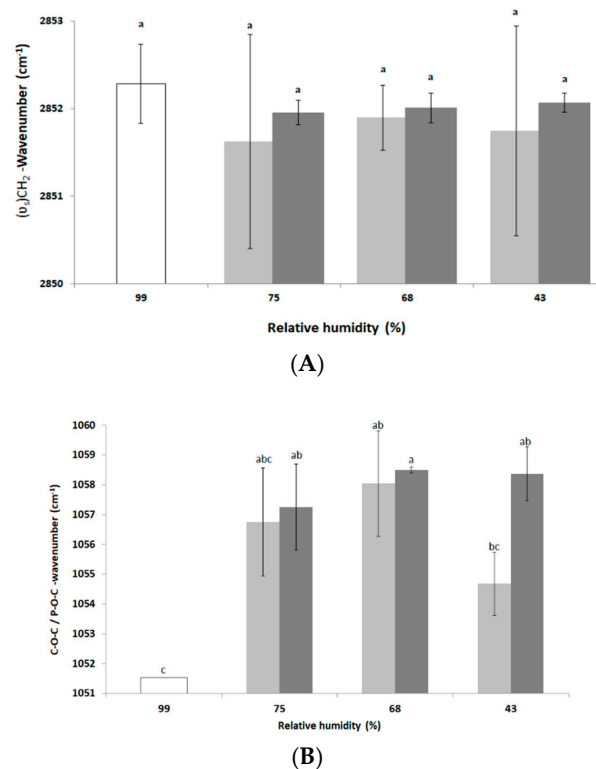 (υs)CH2 -Wavenumber (cm-1)
2853
2852
2851
2850
a
a
a
a
a
a
a
99
75
68
43
Relative humidity (%)
(A)
C-O-C / P-O-C -wavenumber (cm-1)
1060
1059
1058
1057
1056
1055
1054
1053
1052
1051
c
abc
ab
ab
a
bc
ab
99
75
68
43
Relative humidity (%)
(B)